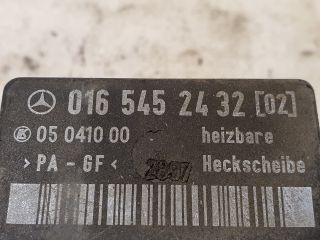 016 545 24 32 [02]
05 0410 00 heizbare
>PA-GF< Heckscheibe